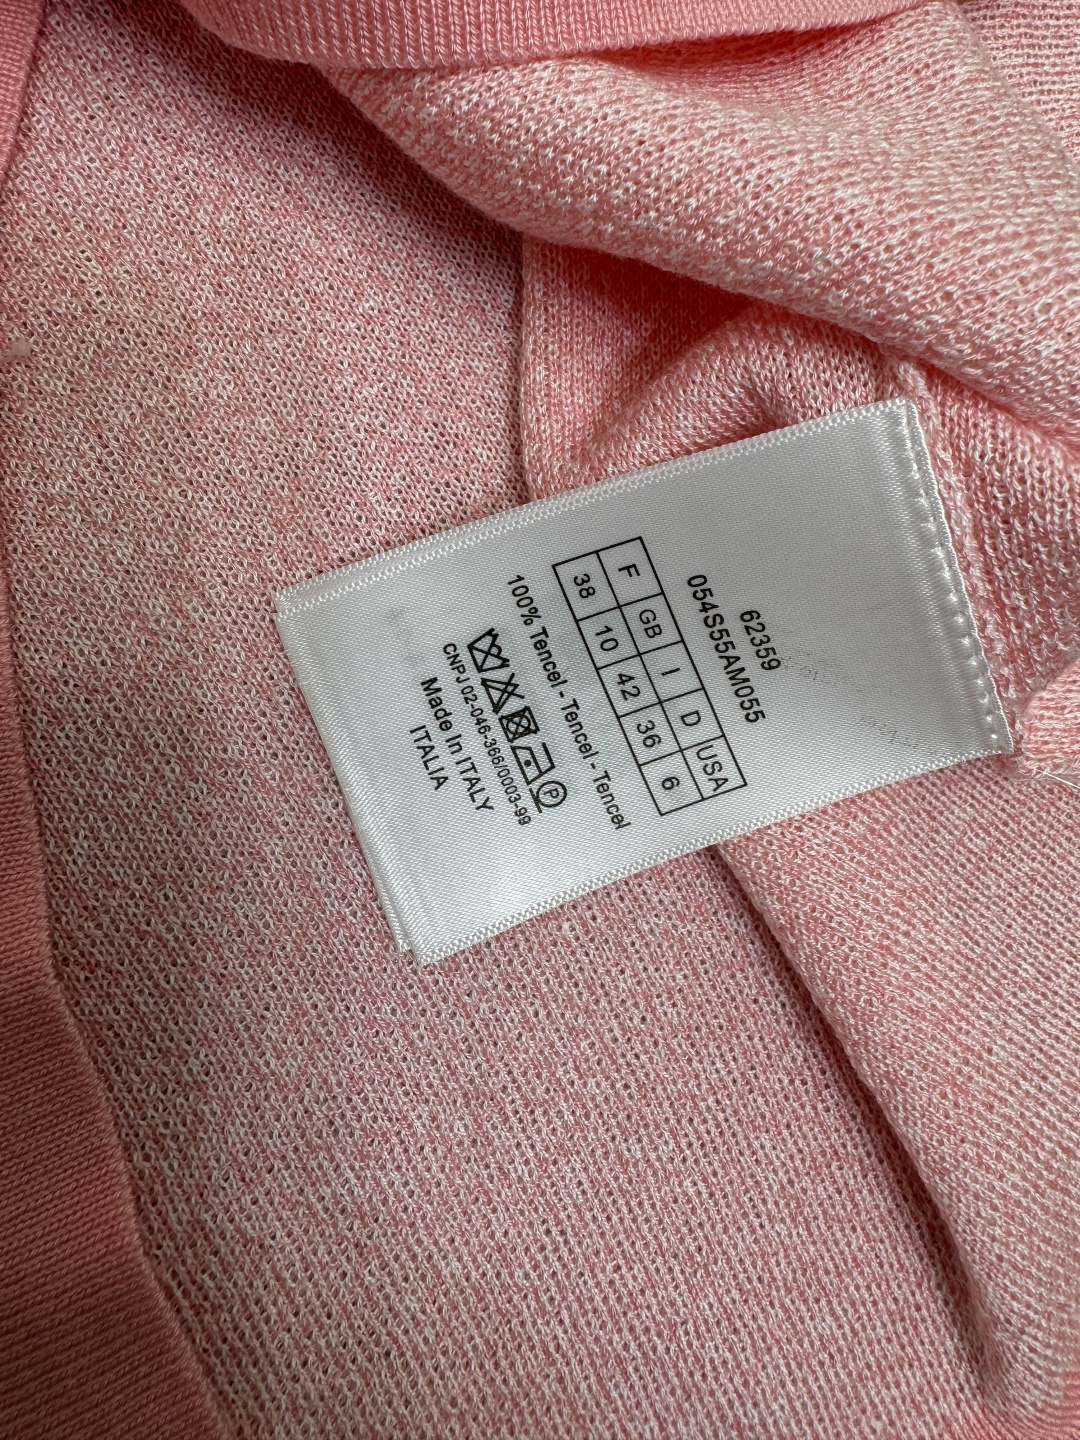 62359
054S55AM055
F GB I D USA
38 10 42 36 6
100% Tencel - Tencel - Tencel
P
CNPJ 02-046-366/0003-99
Made In ITALY
ITALIA